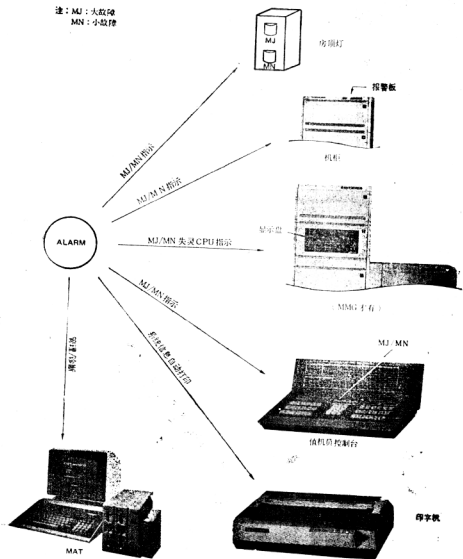 注：MJ：大故障
MN：小故障
MJ
MN
房顶灯
报警板
机柜
MJ/MN指示
MJ/MN指示
ALARM
MJ/MN 失灵CPU指示
显示盘
（MMG才有）
MJ/MN指示
系统信息自动打印
MJ/MN
值机员控制台
印字机
MAT